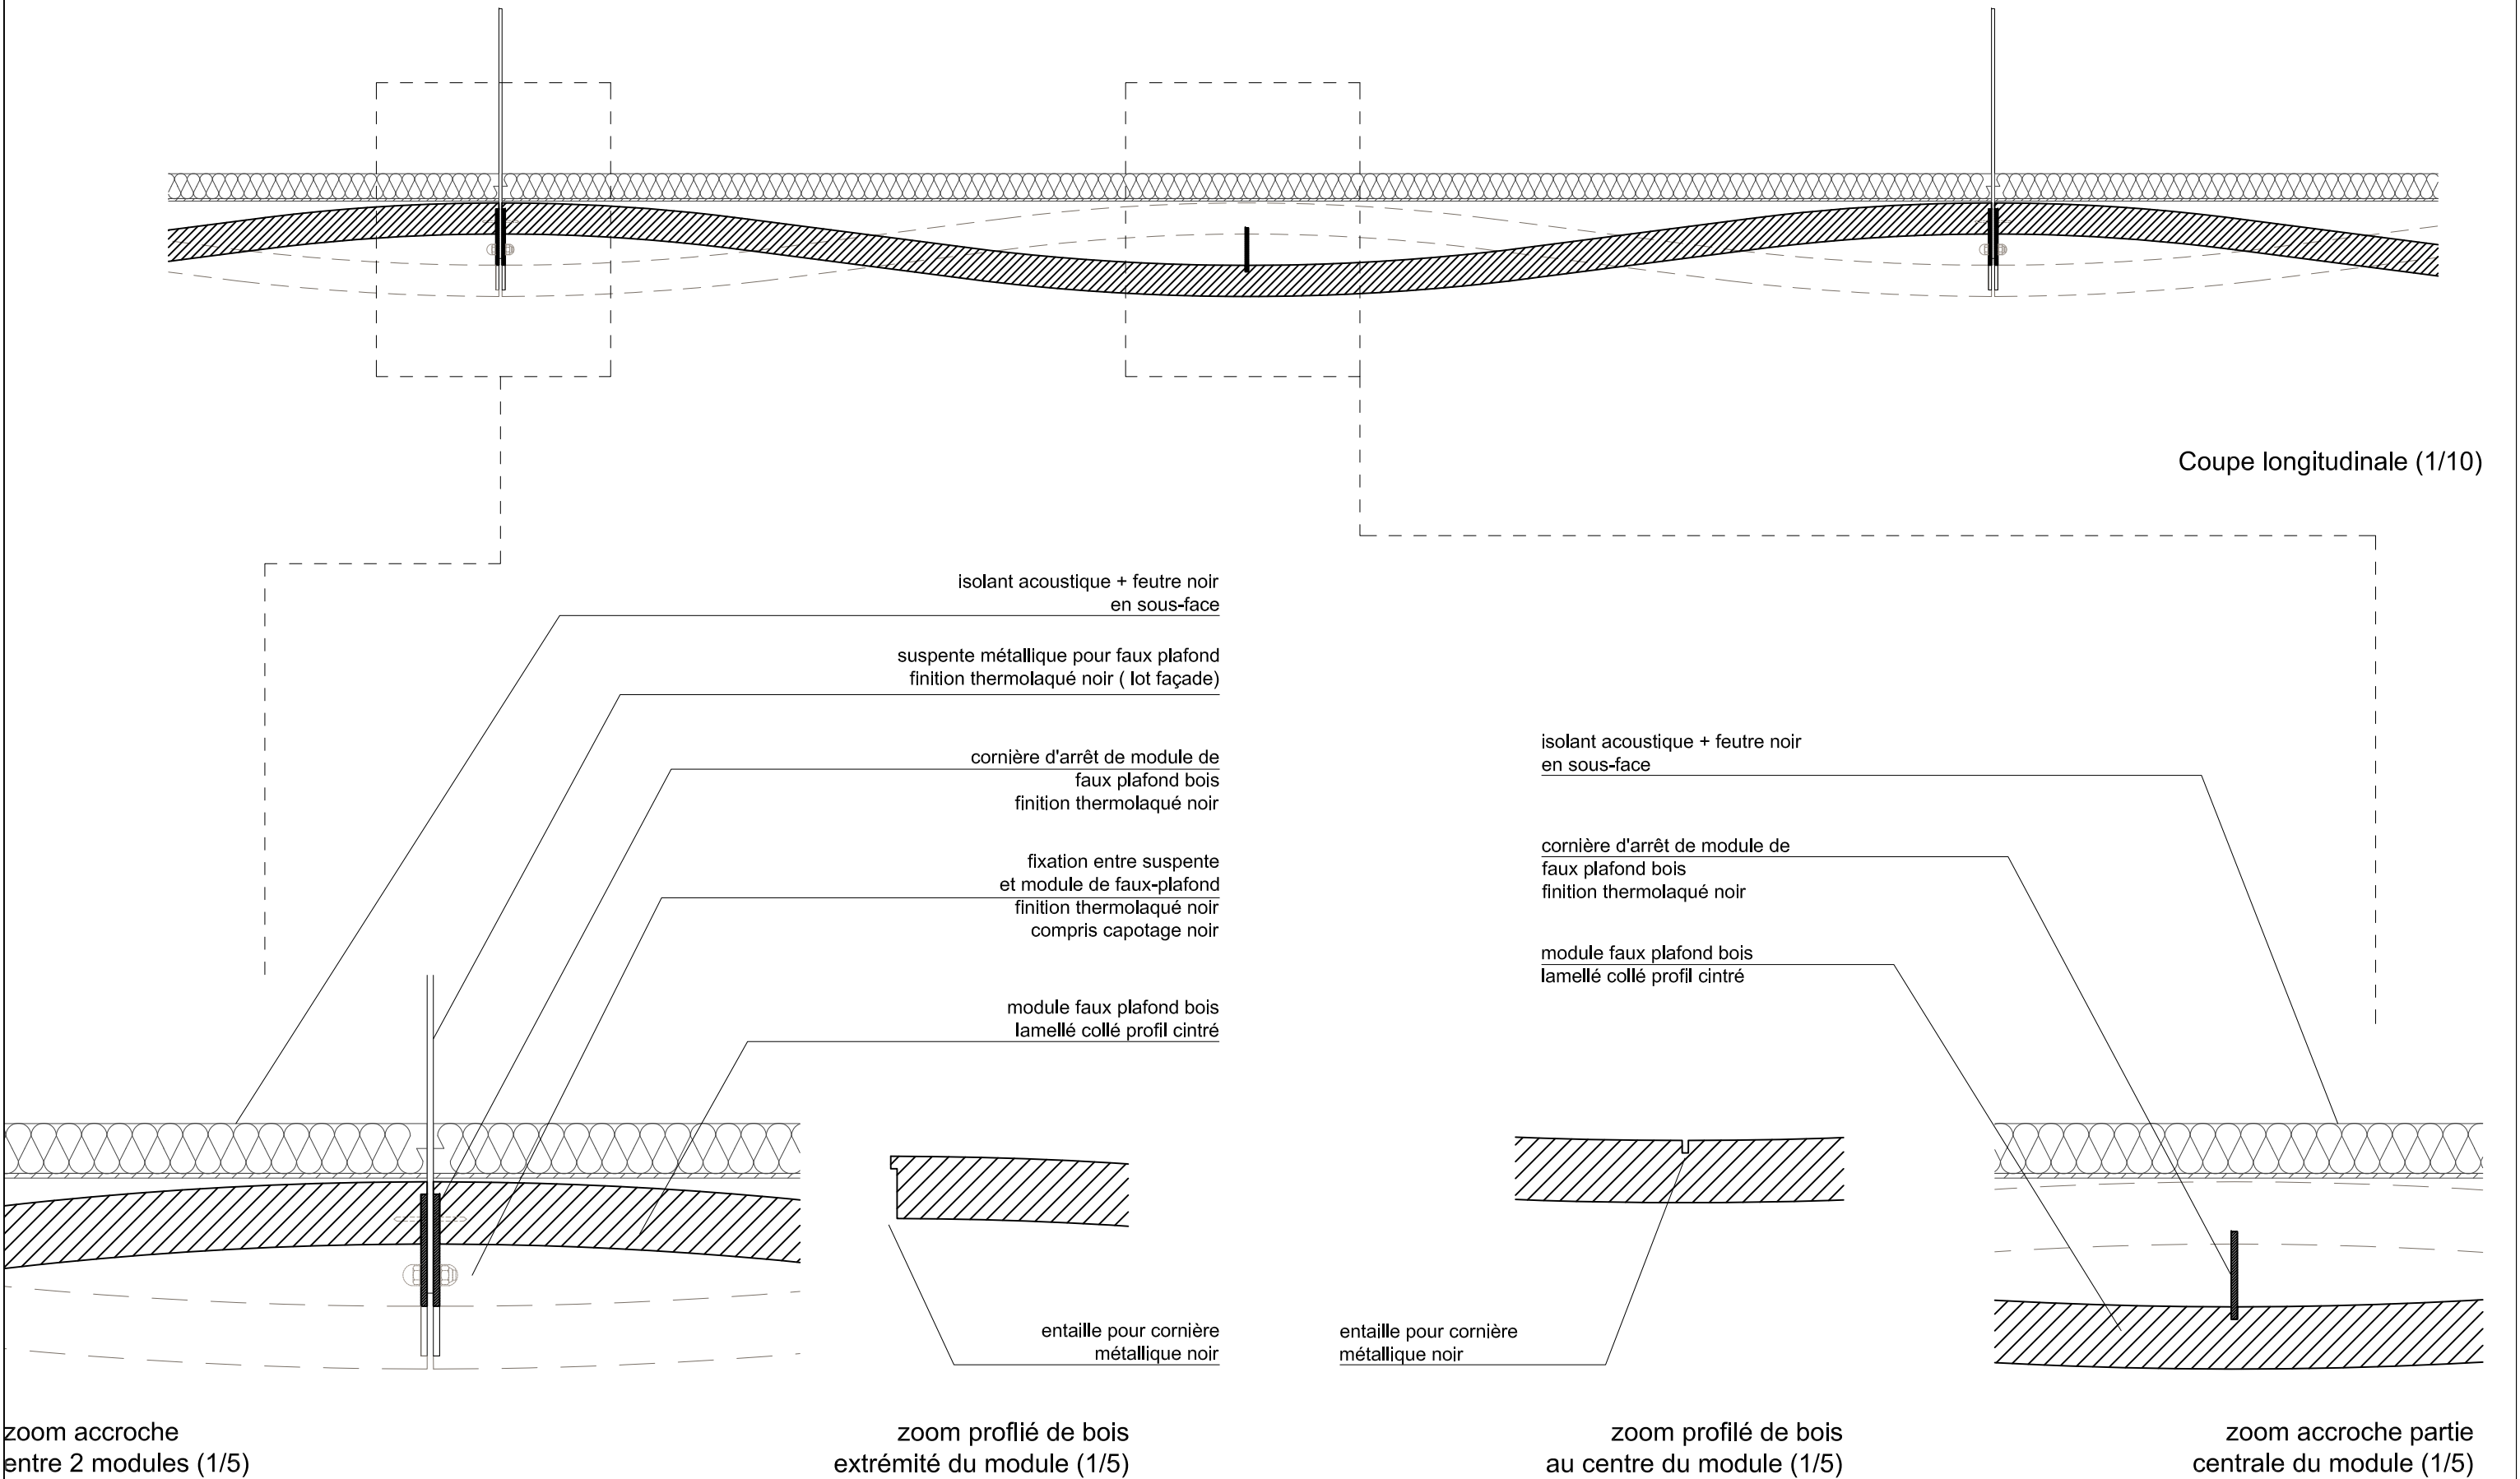 Coupe longitudinale (1/10)
isolant acoustique + feutre noir
en sous-face
suspente métallique pour faux plafond
finition thermolaqué noir ( lot façade)
cornière d'arrêt de module de
faux plafond bois
finition thermolaqué noir
fixation entre suspente
et module de faux-plafond
finition thermolaqué noir
compris capotage noir
module faux plafond bois
lamellé collé profil cintré
isolant acoustique + feutre noir
en sous-face
cornière d'arrêt de module de
faux plafond bois
finition thermolaqué noir
module faux plafond bois
lamellé collé profil cintré
entaille pour cornière
métallique noir
entaille pour cornière
métallique noir
zoom accroche
entre 2 modules (1/5)
zoom proflié de bois
extrémité du module (1/5)
zoom profilé de bois
au centre du module (1/5)
zoom accroche partie
centrale du module (1/5)